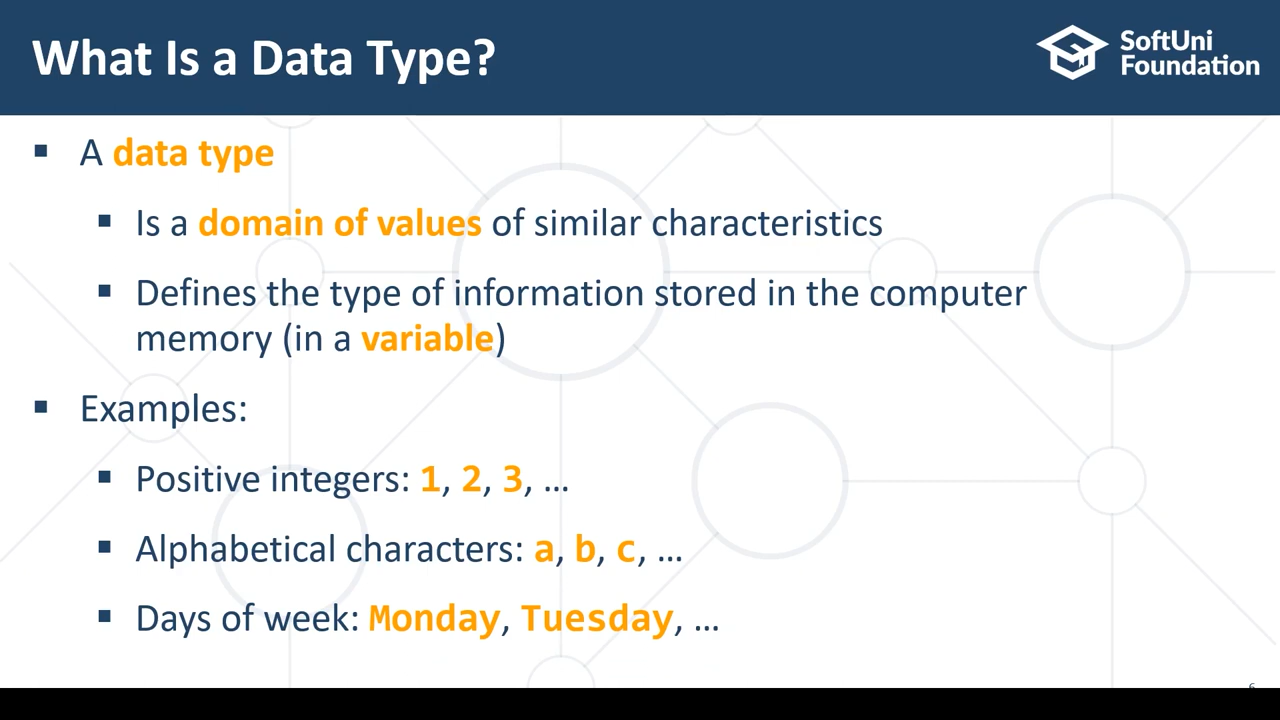 What Is a Data Type?
SoftUni
Foundation
▪ A data type
▪ Is a domain of values of similar characteristics
▪ Defines the type of information stored in the computer
memory (in a variable)
▪ Examples:
▪ Positive integers: 1, 2, 3, …
▪ Alphabetical characters: a, b, c, …
▪ Days of week: Monday, Tuesday, …
6